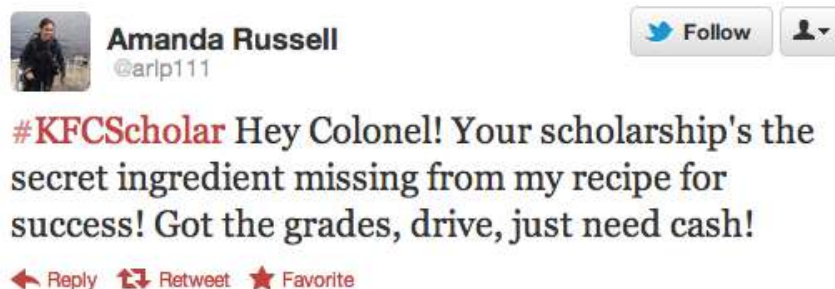 Amanda Russell
@arlp111
Follow
#KFCScholar Hey Colonel! Your scholarship's the
secret ingredient missing from my recipe for
success! Got the grades, drive, just need cash!
Reply Retweet Favorite